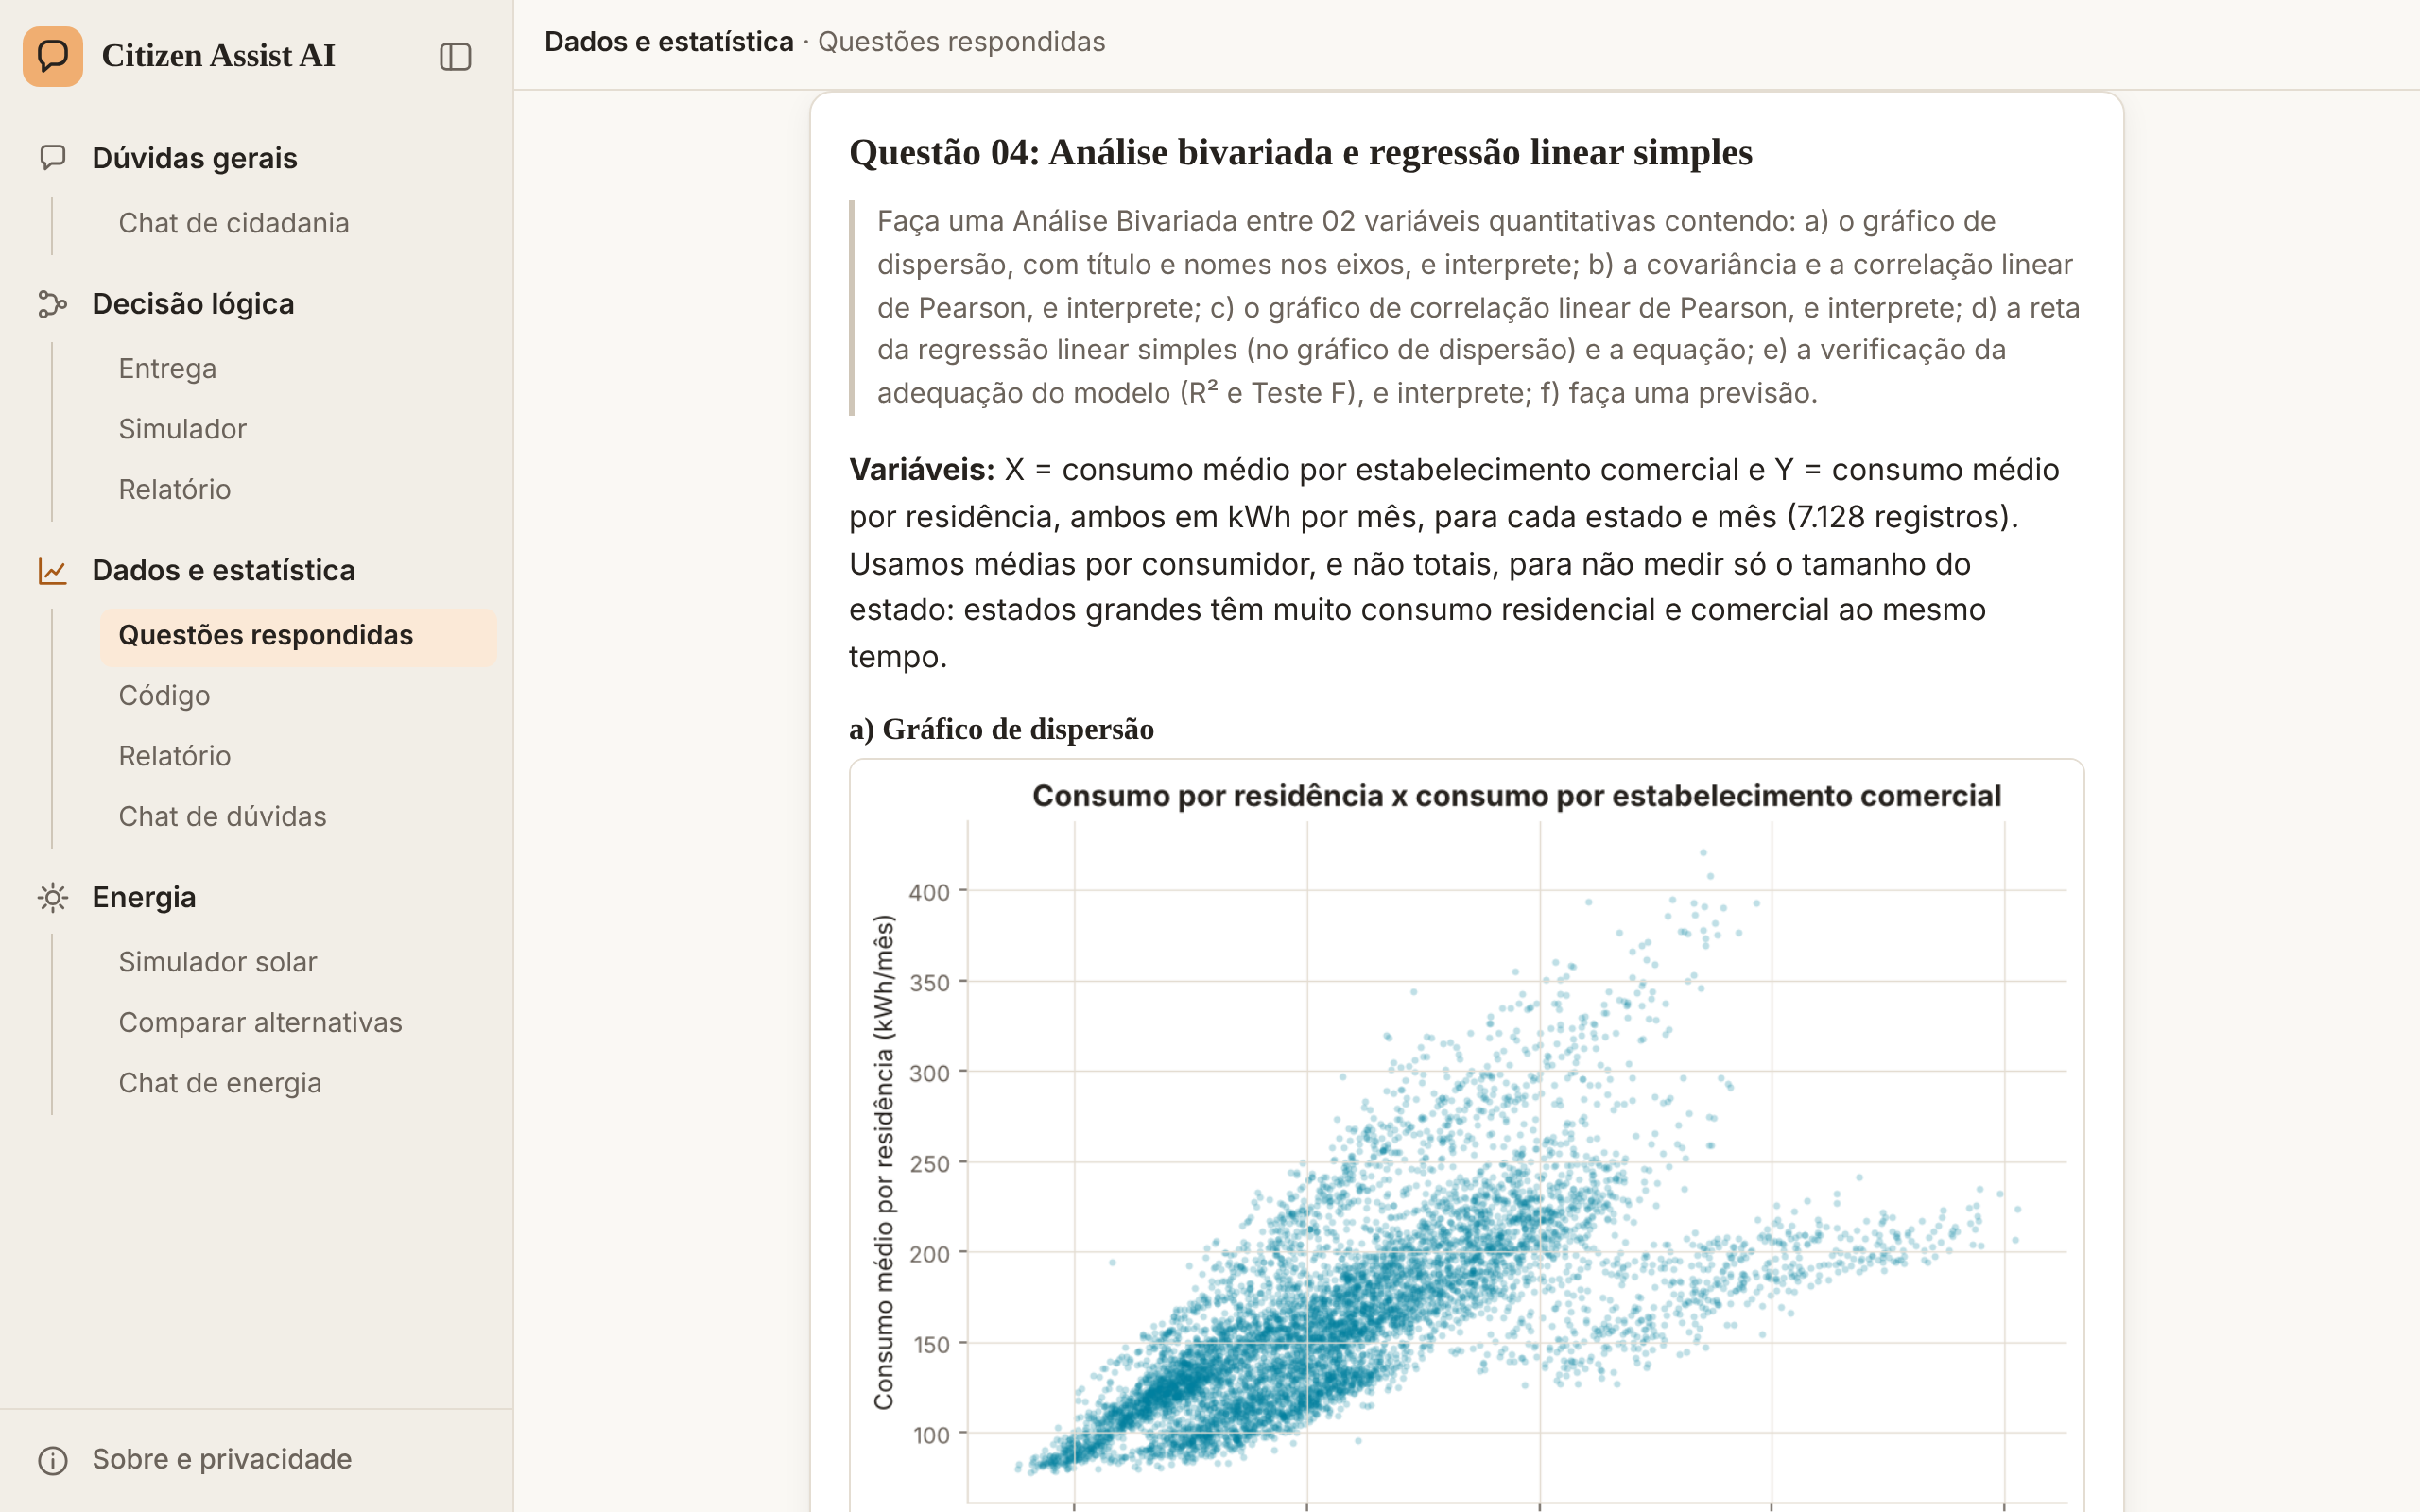 Citizen Assist AI
Dúvidas gerais
Chat de cidadania
Decisão lógica
Entrega
Simulador
Relatório
Dados e estatística
Questões respondidas
Código
Relatório
Chat de dúvidas
Energia
Simulador solar
Comparar alternativas
Chat de energia
Sobre e privacidade
Dados e estatística · Questões respondidas
Questão 04: Análise bivariada e regressão linear simples
Faça uma Análise Bivariada entre 02 variáveis quantitativas contendo: a) o gráfico de
dispersão, com título e nomes nos eixos, e interprete; b) a covariância e a correlação linear
de Pearson, e interprete; c) o gráfico de correlação linear de Pearson, e interprete; d) a reta
da regressão linear simples (no gráfico de dispersão) e a equação; e) a verificação da
adequação do modelo (R² e Teste F), e interprete; f) faça uma previsão.
Variáveis: X = consumo médio por estabelecimento comercial e Y = consumo médio
por residência, ambos em kWh por mês, para cada estado e mês (7.128 registros).
Usamos médias por consumidor, e não totais, para não medir só o tamanho do
estado: estados grandes têm muito consumo residencial e comercial ao mesmo
tempo.
a) Gráfico de dispersão
Consumo por residência x consumo por estabelecimento comercial
Consumo médio por residência (kWh/mês)
400
350
300
250
200
150
100